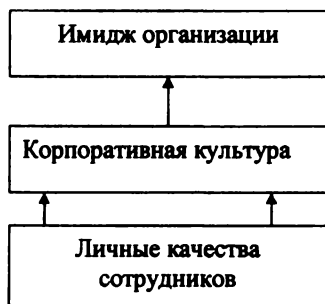 Имидж организации
Корпоративная культура
Личные качества
сотрудников